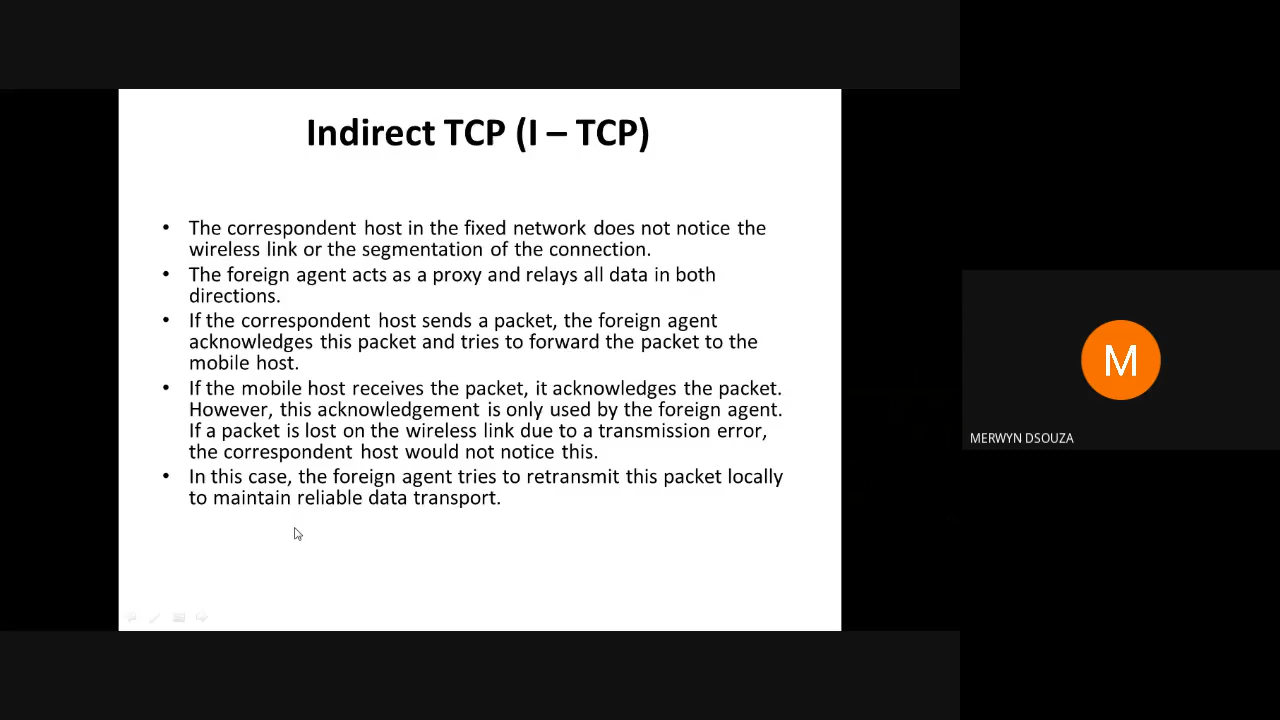 Indirect TCP (I – TCP)
• The correspondent host in the fixed network does not notice the
wireless link or the segmentation of the connection.
• The foreign agent acts as a proxy and relays all data in both
directions.
• If the correspondent host sends a packet, the foreign agent
acknowledges this packet and tries to forward the packet to the
mobile host.
• If the mobile host receives the packet, it acknowledges the packet.
However, this acknowledgement is only used by the foreign agent.
If a packet is lost on the wireless link due to a transmission error,
the correspondent host would not notice this.
• In this case, the foreign agent tries to retransmit this packet locally
to maintain reliable data transport.
M
MERWYN DSOUZA